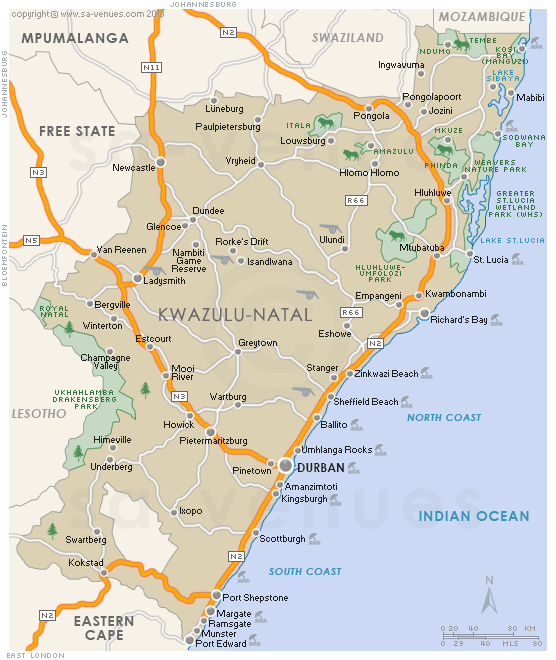 copyright © www.sa-venues.com 2013
JOHANNESBURG
MOZAMBIQUE
MPUMALANGA
N2
SWAZILAND
TEMBE
NDUMO
KOSI
BAY
(MANGUZI)
Ingwavuma
JOHANNESBURG
N11
LAKE
SIBAYA
Mabibi
Lüneburg
Pongolapoort
Pongola
Jozini
FREE STATE
Paulpietersburg
ITALA
Louwsburg
MKUZE
SODWANA
BAY
AMAZULU
PHINDA
WEAVERS
NATURE PARK
Vryheid
Newcastle
N3
Hlomo Hlomo
Hluhluwe
R66
GREATER
ST.LUCIA
WETLAND
PARK (WHS)
Dundee
Glencoe
Ulundi
N5
BLOEMFONTEIN
Rorke's Drift
Mtubatuba
LAKE ST.LUCIA
Van Reenen
Nambiti
Game
Reserve
Isandlwana
St. Lucia
HLUHLUWE-
UMFOLOZI
PARK
Ladysmith
Empangeni
Kwambonambi
ROYAL
NATAL
Bergville
KWAZULU-NATAL
R66
Richard's Bay
Winterton
Eshowe
N2
Estcourt
Greytown
Champagne
Valley
Mooi
River
Stanger
Zinkwazi Beach
UKHAHLAMBA
DRAKENSBERG
PARK
N3
Wartburg
Sheffield Beach
LESOTHO
Howick
Ballito
NORTH COAST
Pietermaritzburg
Himeville
Umhlanga Rocks
Underberg
Pinetown
DURBAN
Amanzimtoti
Kingsburgh
sa-venues
Ixopo
INDIAN OCEAN
Swartberg
Scottburgh
N2
Kokstad
SOUTH COAST
Port Shepstone
N2
EASTERN
CAPE
Margate
Ramsgate
Munster
Port Edward
N
0 20 40 80 KM
0 29 40 MLS 80
EAST LONDON